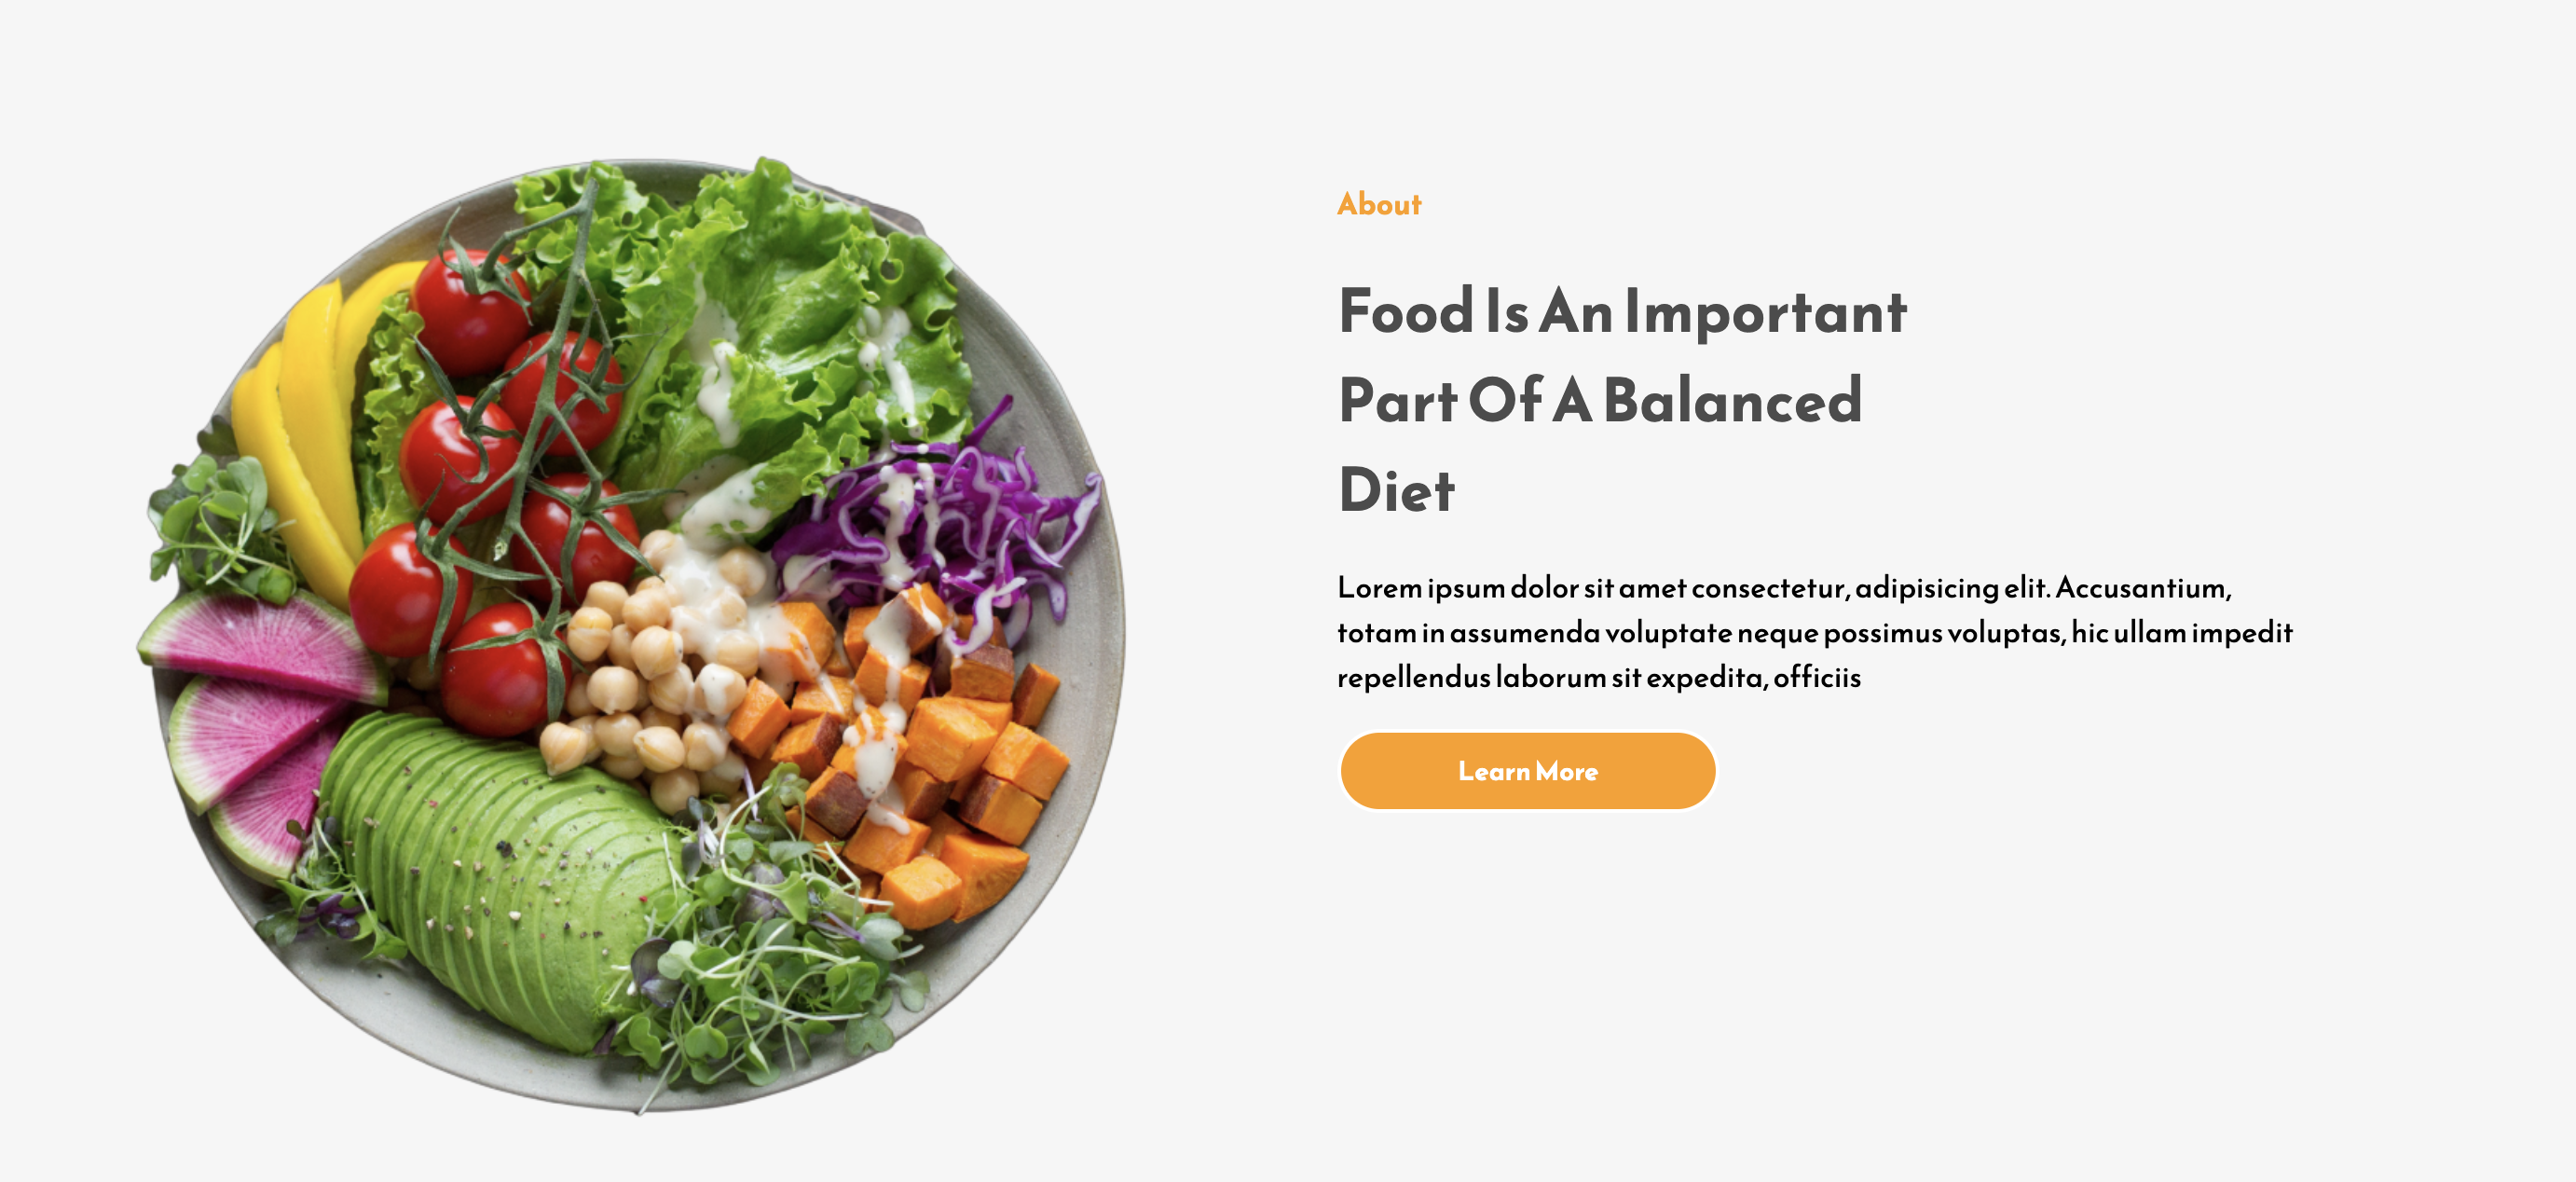 About
Food Is An Important
Part Of A Balanced
Diet
Lorem ipsum dolor sit amet consectetur, adipisicing elit. Accusantium,
totam in assumenda voluptate neque possimus voluptas, hic ullam impedit
repellendus laborum sit expedita, officiis
Learn More